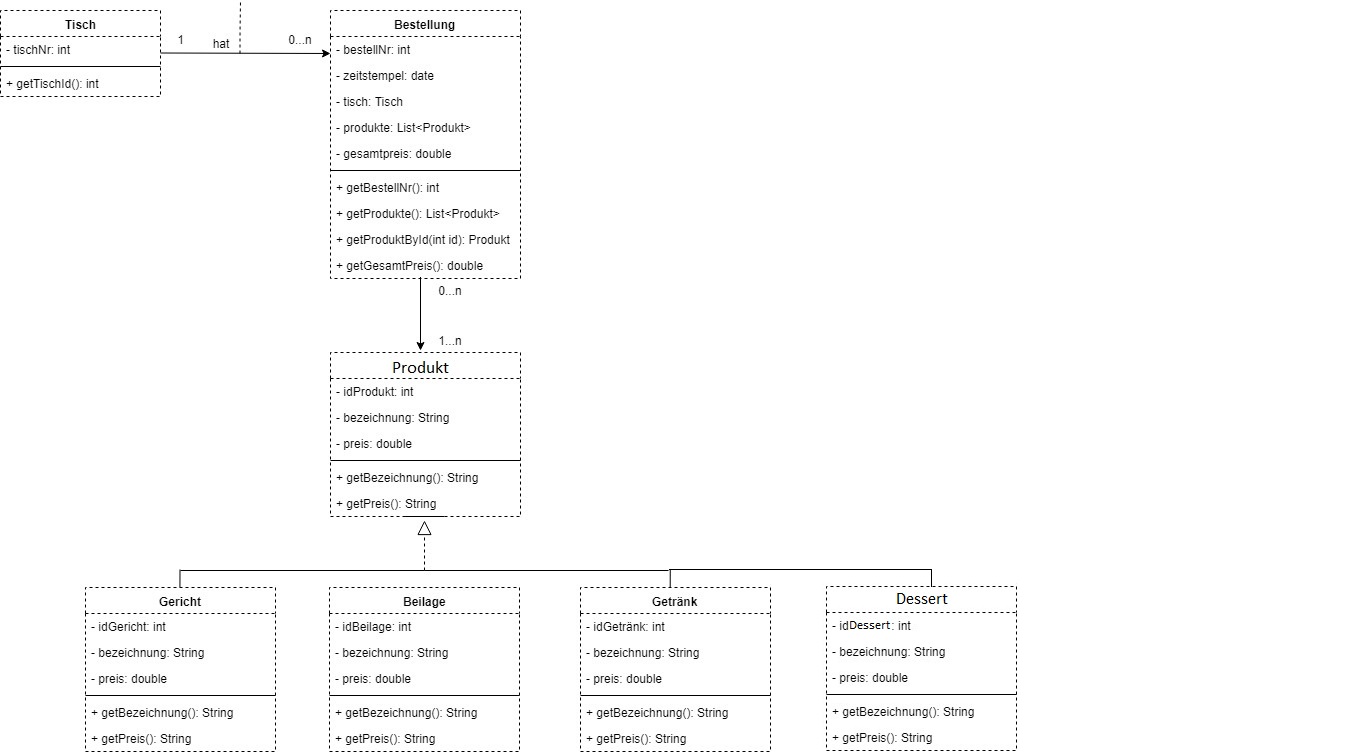 Tisch
- tischNr: int
+ getTischId(): int
1
hat
0...n
Bestellung
- bestellNr: int
- zeitstempel: date
- tisch: Tisch
- produkte: List<Produkt>
- gesamtpreis: double
+ getBestellNr(): int
+ getProdukte(): List<Produkt>
+ getProduktById(int id): Produkt
+ getGesamtPreis(): double
0...n
1...n
Produkt
- idProdukt: int
- bezeichnung: String
- preis: double
+ getBezeichnung(): String
+ getPreis(): String
Gericht
- idGericht: int
- bezeichnung: String
- preis: double
+ getBezeichnung(): String
+ getPreis(): String
Beilage
- idBeilage: int
- bezeichnung: String
- preis: double
+ getBezeichnung(): String
+ getPreis(): String
Getränk
- idGetränk: int
- bezeichnung: String
- preis: double
+ getBezeichnung(): String
+ getPreis(): String
Dessert
- idDessert: int
- bezeichnung: String
- preis: double
+ getBezeichnung(): String
+ getPreis(): String